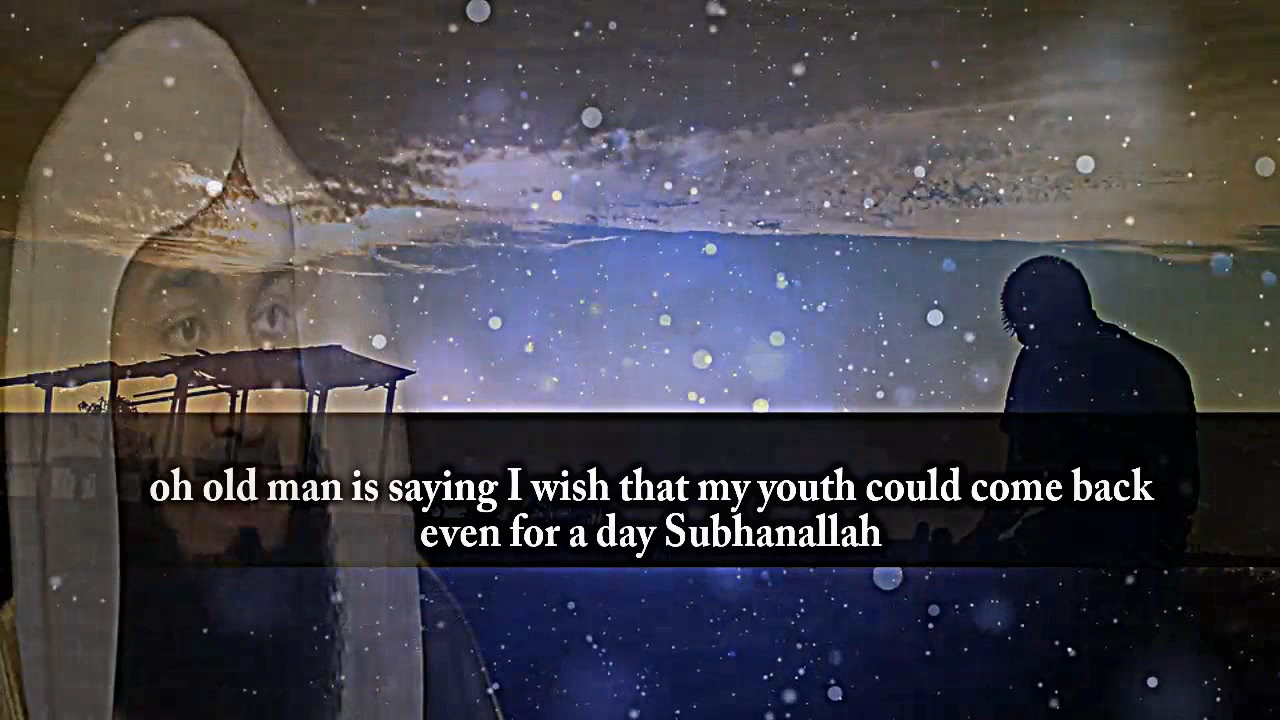 oh old man is saying I wish that my youth could come back
even for a day Subhanallah